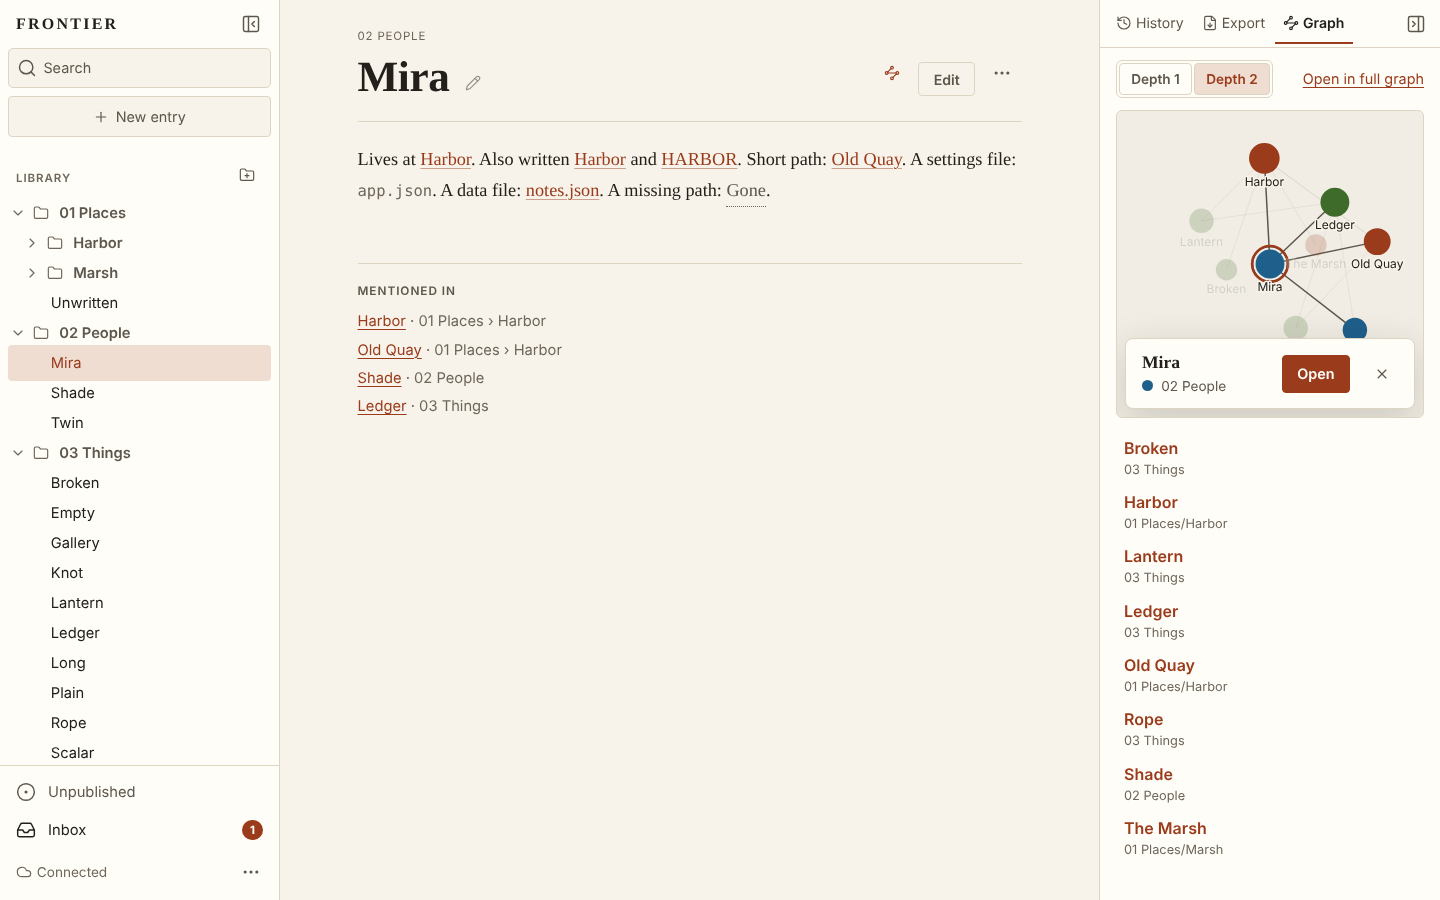 FRONTIER
Search
New entry
LIBRARY
01 Places
Harbor
Marsh
Unwritten
02 People
Mira
Shade
Twin
03 Things
Broken
Empty
Gallery
Knot
Lantern
Ledger
Long
Plain
Rope
Scalar
Unpublished
Inbox
1
Connected
02 PEOPLE
Mira
Edit
Lives at Harbor. Also written Harbor and HARBOR. Short path: Old Quay. A settings file:
app.json. A data file: notes.json. A missing path: Gone.
MENTIONED IN
Harbor · 01 Places › Harbor
Old Quay · 01 Places › Harbor
Shade · 02 People
Ledger · 03 Things
History
Export
Graph
Depth 1
Depth 2
Open in full graph
Harbor
Ledger
Lantern
Old Quay
Marsh
Broken
Mira
Mira
02 People
Open
Broken
03 Things
Harbor
01 Places/Harbor
Lantern
03 Things
Ledger
03 Things
Old Quay
01 Places/Harbor
Rope
03 Things
Shade
02 People
The Marsh
01 Places/Marsh